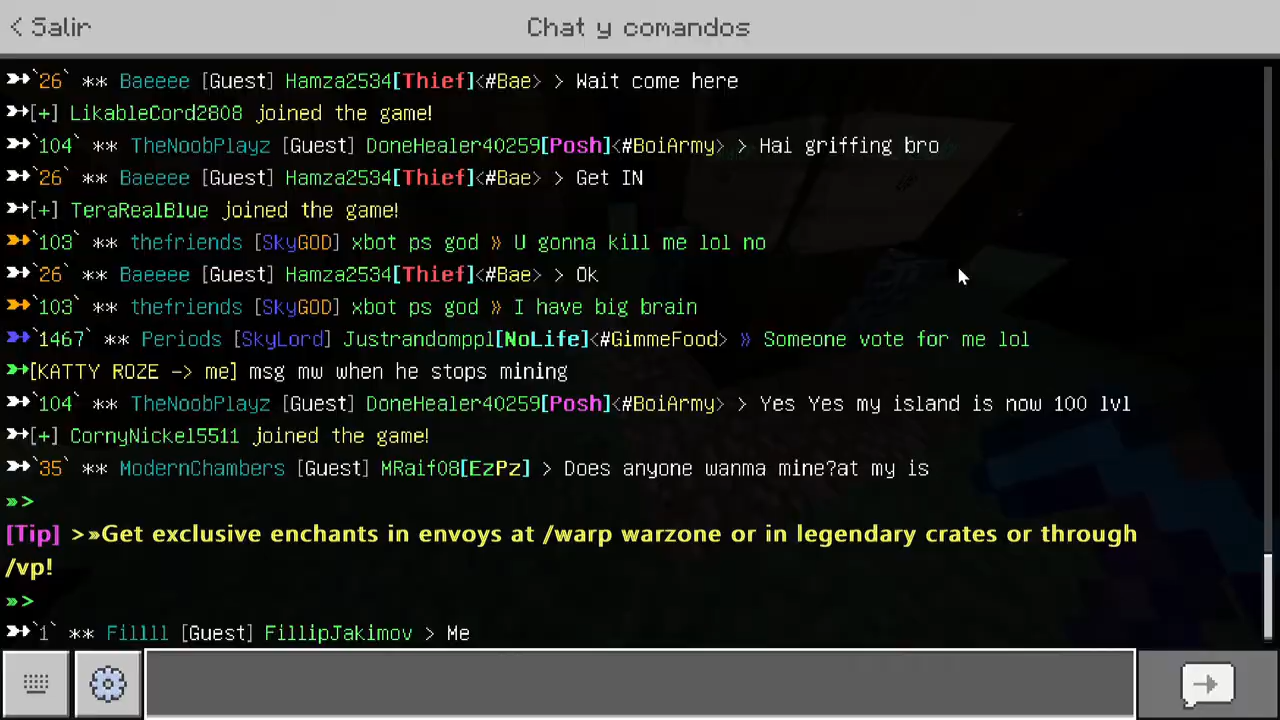 < Salir
Chat y comandos
`26` ** Baeeee [Guest] Hamza2534[Thief]<#Bae> > Wait come here
[+] LikableCord2808 joined the game!
`104` ** TheNoobPlayz [Guest] DoneHealer40259[Posh]<#BoiArmy> > Hai griffing bro
`26` ** Baeeee [Guest] Hamza2534[Thief]<#Bae> > Get IN
[+] TeraRealBlue joined the game!
`103` ** thefriends [SkyGOD] xbot ps god » U gonna kill me lol no
`26` ** Baeeee [Guest] Hamza2534[Thief]<#Bae> > Ok
`103` ** thefriends [SkyGOD] xbot ps god » I have big brain
`1467` ** Periods [SkyLord] Justrandomppl[NoLife]<#GimmeFood> » Someone vote for me lol
[KATTY ROZE -> me] msg mw when he stops mining
`104` ** TheNoobPlayz [Guest] DoneHealer40259[Posh]<#BoiArmy> > Yes Yes my island is now 100 lvl
[+] CornyNickel5511 joined the game!
`35` ** ModernChambers [Guest] MRaif08[EzPz] > Does anyone wanma mine?at my is
»>
[Tip] >»Get exclusive enchants in envoys at /warp warzone or in legendary crates or through
/vp!
»>
`1` ** Fillll [Guest] FillipJakimov > Me